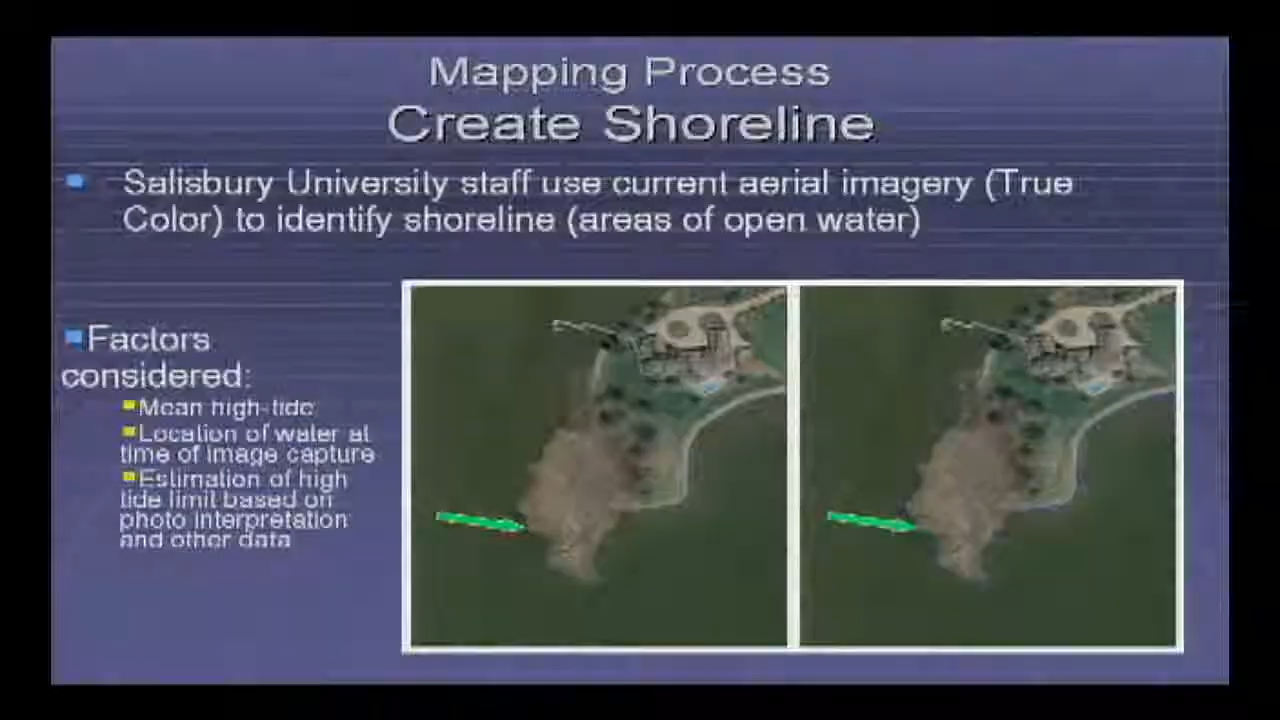 Mapping Process
Create Shoreline
Salisbury University staff use current aerial imagery (True
Color) to identify shoreline (areas of open water)
Factors
considered:
Mean high-tide
Location of water at
time of image capture
Estimation of high
tide limit based on
photo interpretation
and other data